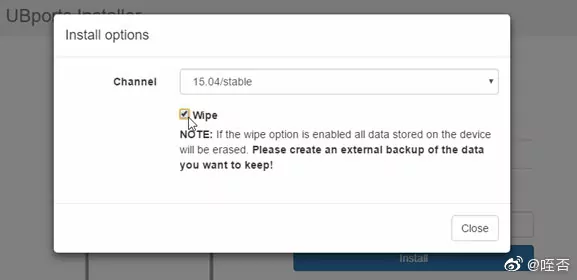 UBports Installer
Install options
Channel
15.04/stable
Wipe
NOTE: If the wipe option is enabled all data stored on the device
will be erased. Please create an external backup of the data
you want to keep!
Close
Install
@咥否